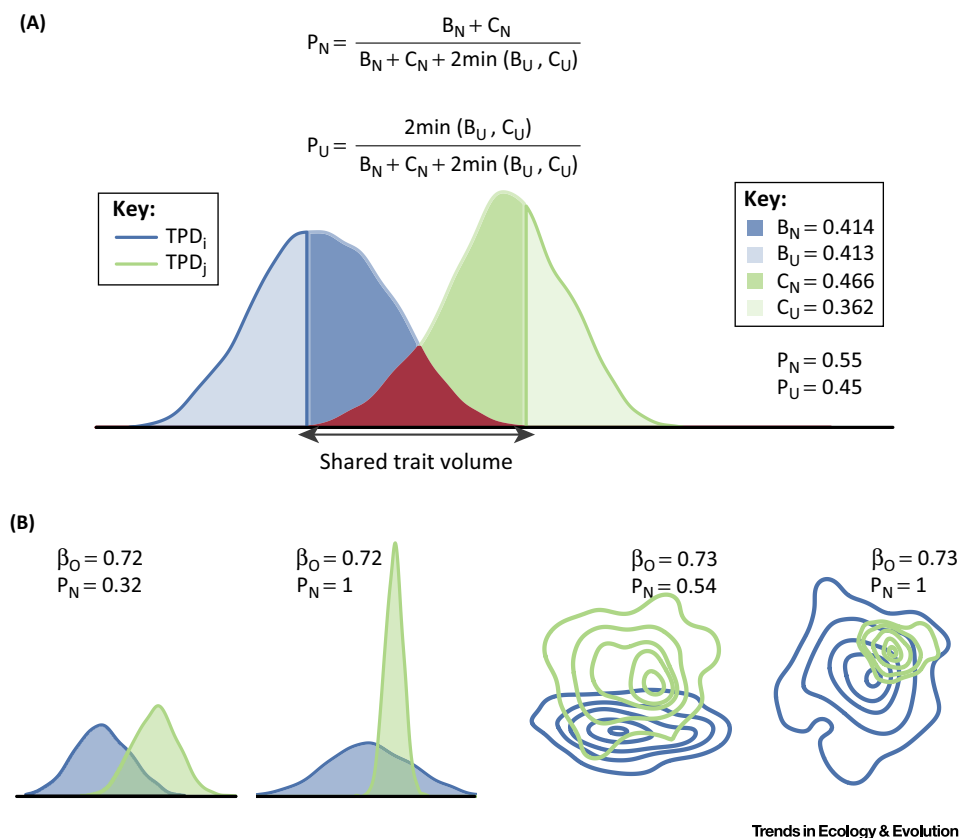 (A)
P_N = (B_N + C_N) / (B_N + C_N + 2min (B_U , C_U))
P_U = 2min (B_U , C_U) / (B_N + C_N + 2min (B_U , C_U))
Key:
TPD_i
TPD_j
Key:
B_N = 0.414
B_U = 0.413
C_N = 0.466
C_U = 0.362
P_N = 0.55
P_U = 0.45
Shared trait volume
(B)
β_O = 0.72
P_N = 0.32
β_O = 0.72
P_N = 1
β_O = 0.73
P_N = 0.54
β_O = 0.73
P_N = 1
Trends in Ecology & Evolution